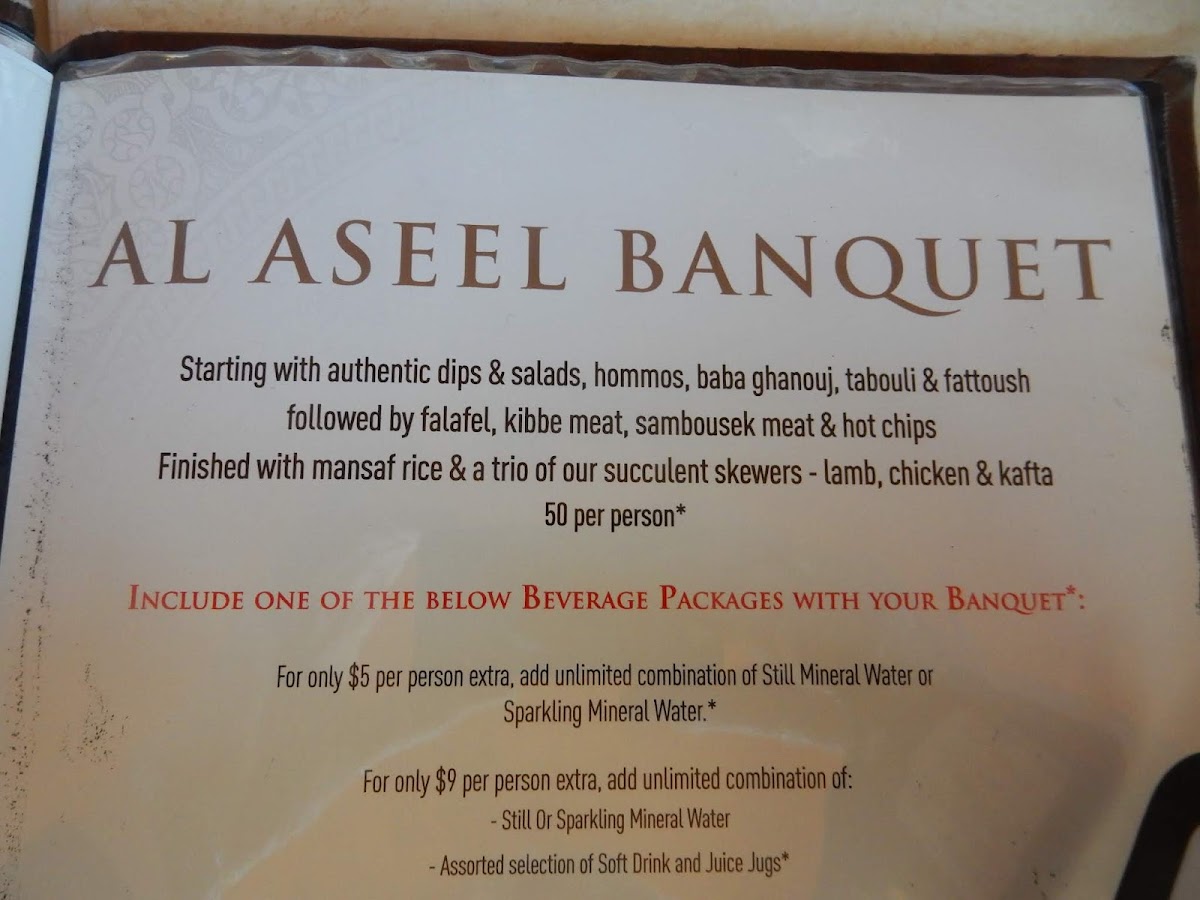 AL ASEEL BANQUET
Starting with authentic dips & salads, hommos, baba ghanouj, tabouli & fattoush
followed by falafel, kibbe meat, sambousek meat & hot chips
Finished with mansaf rice & a trio of our succulent skewers - lamb, chicken & kafta
50 per person*
INCLUDE ONE OF THE BELOW BEVERAGE PACKAGES WITH YOUR BANQUET*:
For only $5 per person extra, add unlimited combination of Still Mineral Water or
Sparkling Mineral Water.*
For only $9 per person extra, add unlimited combination of:
- Still Or Sparkling Mineral Water
- Assorted selection of Soft Drink and Juice Jugs*